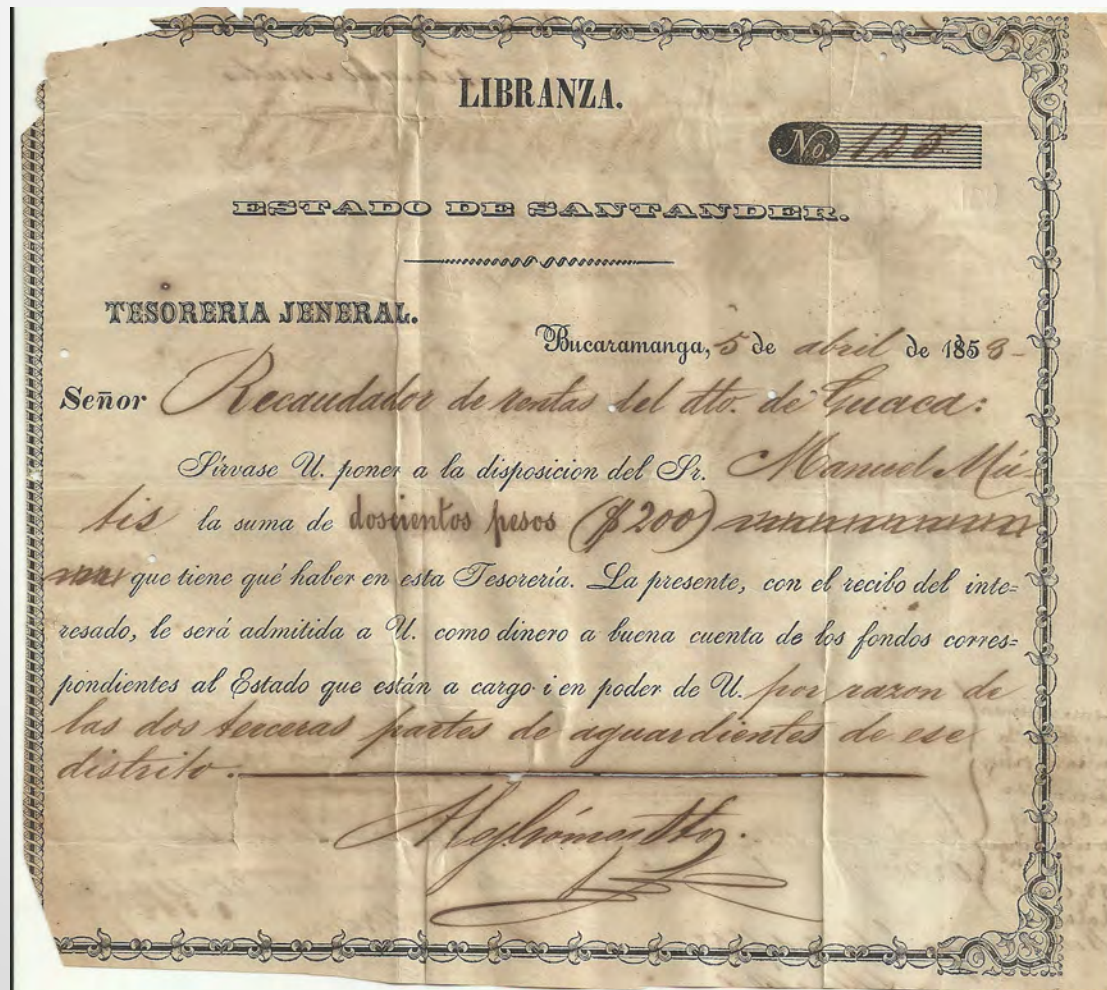 LIBRANZA.
No. 125
ESTADO DE SANTANDER.
TESORERIA JENERAL.
Bucaramanga, 5 de abril de 1858-
Señor Recaudador de rentas del dto. de Guaca:
Sírvase U. poner a la disposicion del Sr. Manuel Mú-
tis la suma de doscientos pesos ($200)
que tiene qué haber en esta Tesorería. La presente, con el recibo del inte=
resado, le será admitida a U. como dinero a buena cuenta de los fondos corres=
pondientes al Estado que están a cargo i en poder de U. por razon de
las dos terceras partes de aguardientes de ese
distrito.